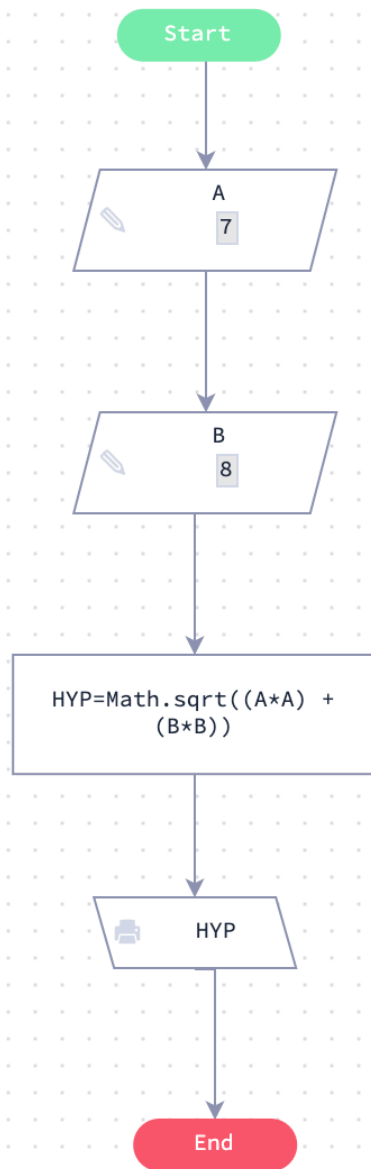 Start
A
7
B
8
HYP=Math.sqrt((A*A) +
(B*B))
HYP
End